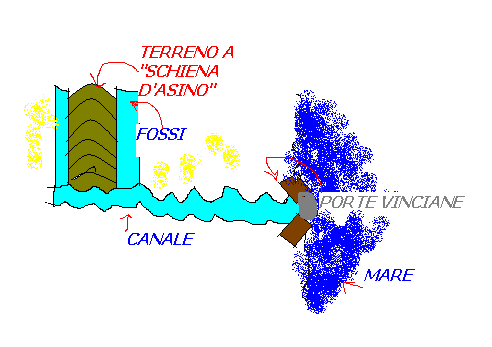 TERRENO A
"SCHIENA
D'ASINO"
FOSSI
PORTE VINCIANE
CANALE
MARE